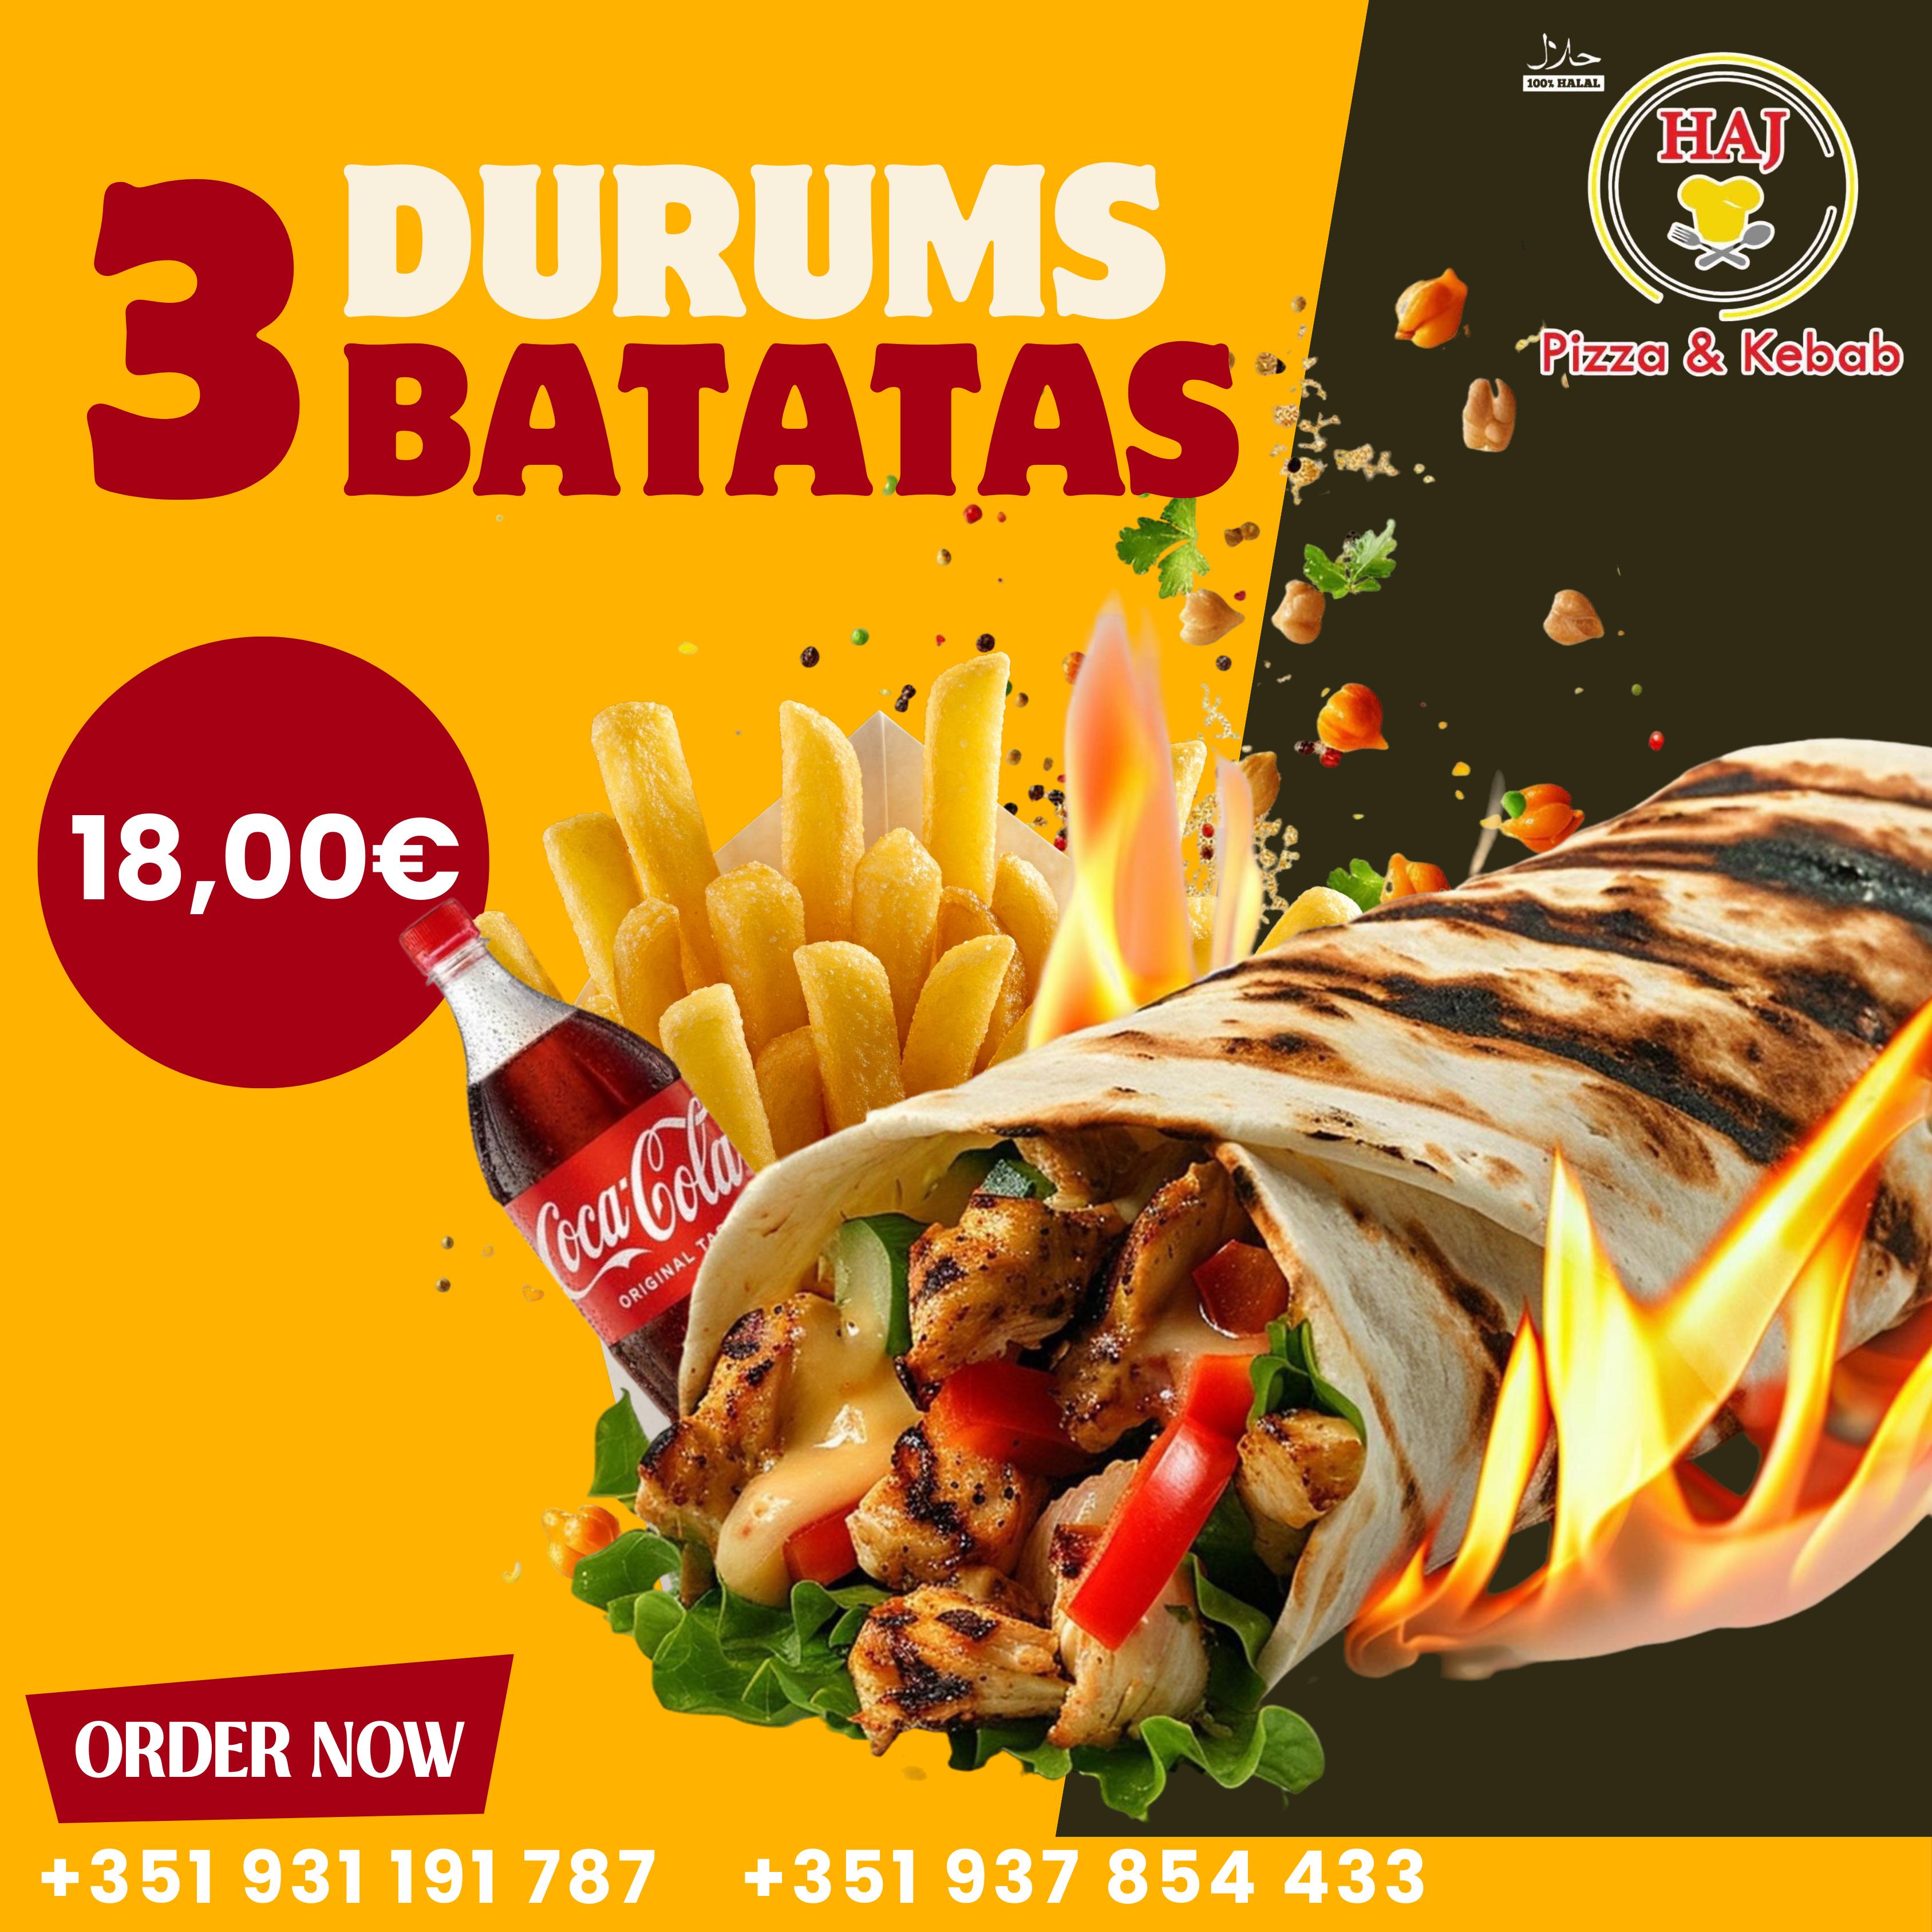 حلال
100% HALAL
HAJ
Pizza & Kebab
3
DURUMS
BATATAS
18,00€
Coca-Cola
ORIGINAL TA
ORDER NOW
+351 931 191 787
+351 937 854 433